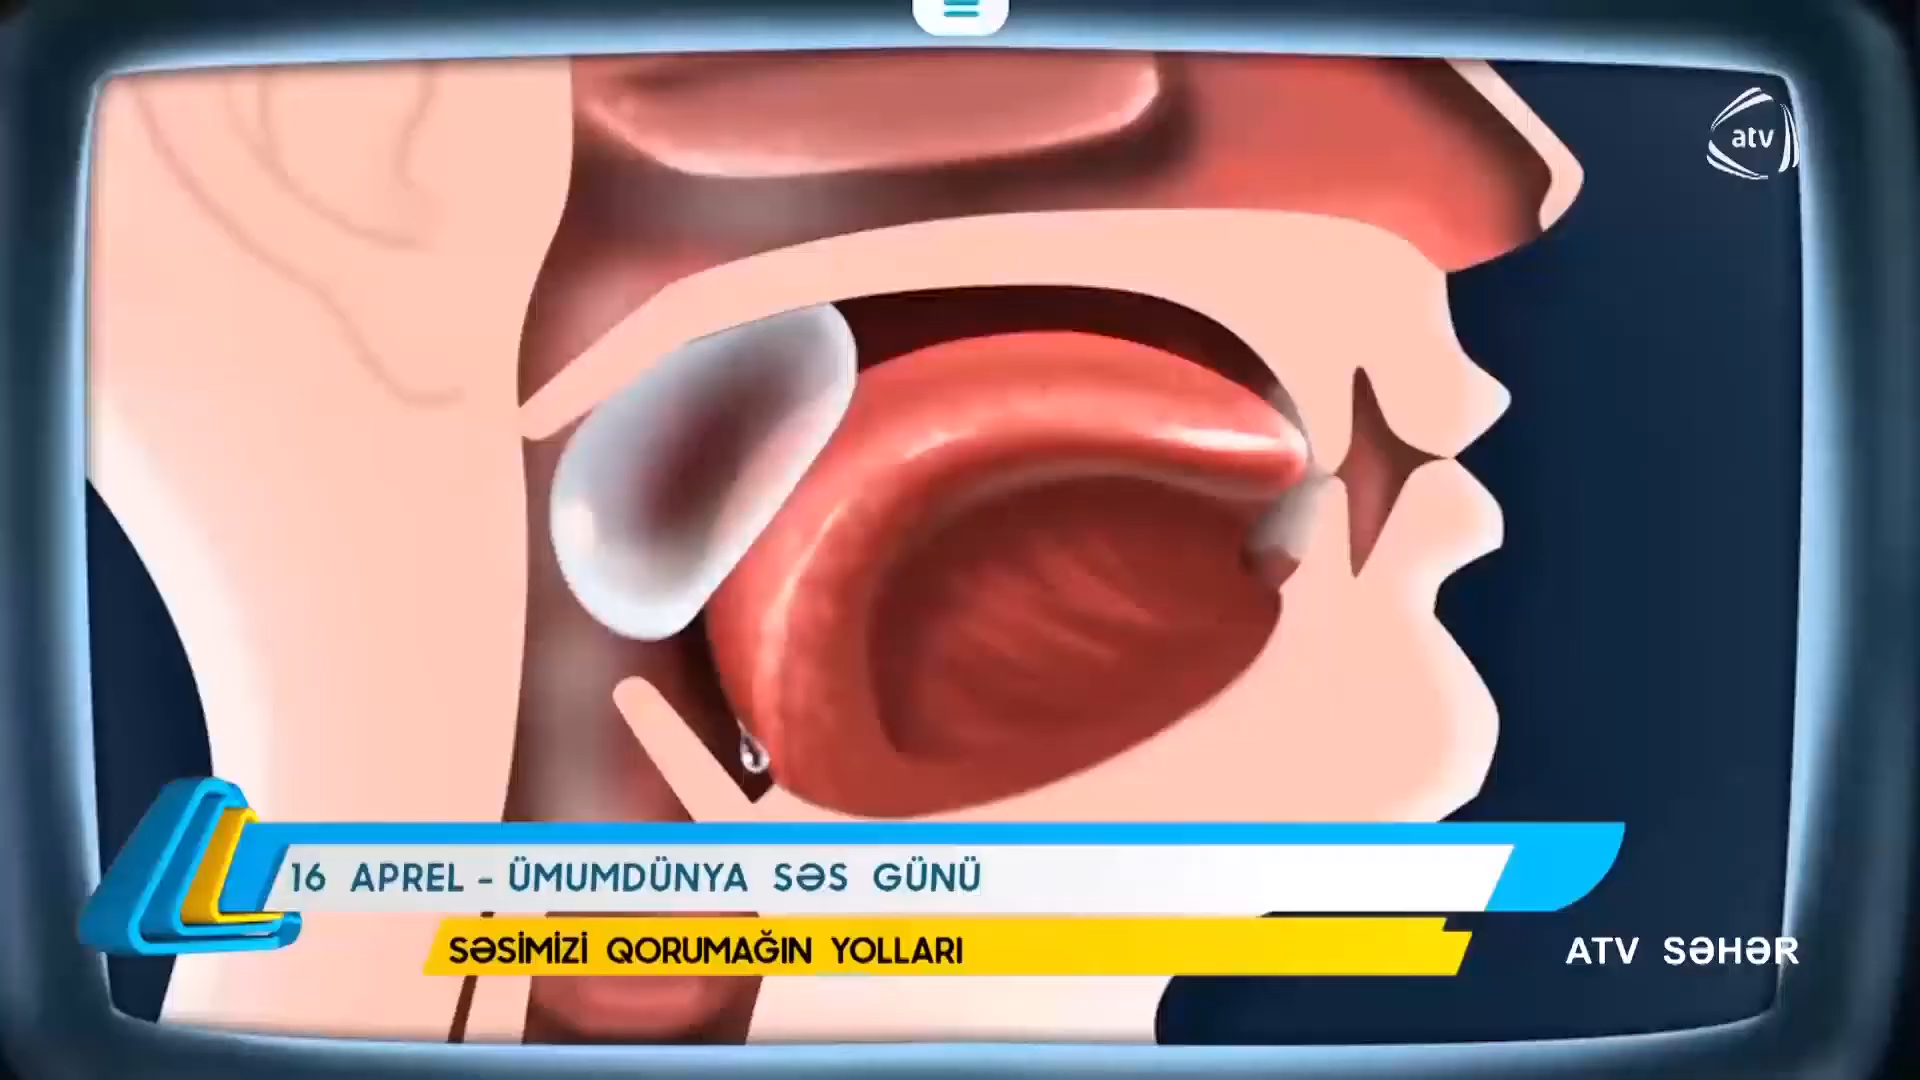 atv
16 APREL - ÜMUMDÜNYA SƏS GÜNÜ
SƏSİMİZİ QORUMAĞIN YOLLARI
ATV SƏHƏR